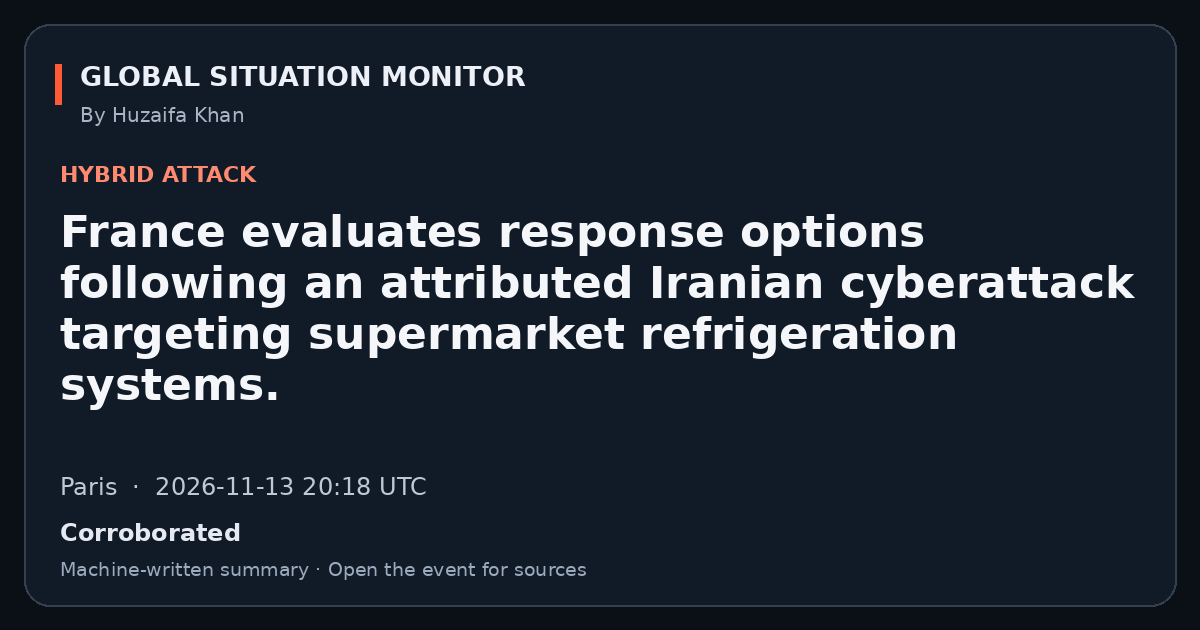 GLOBAL SITUATION MONITOR
By Huzaifa Khan
HYBRID ATTACK
France evaluates response options
following an attributed Iranian cyberattack
targeting supermarket refrigeration
systems.
Paris · 2026-11-13 20:18 UTC
Corroborated
Machine-written summary · Open the event for sources